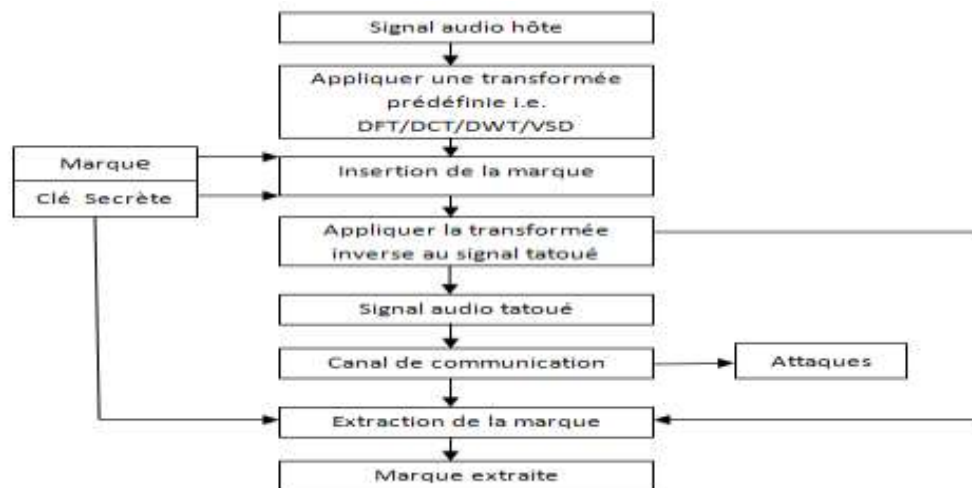 Signal audio hôte
Appliquer une transformée
prédéfinie i.e.
DFT/DCT/DWT/VSD
Marque
Clé Secrète
Insertion de la marque
Appliquer la transformée
inverse au signal tatoué
Signal audio tatoué
Canal de communication
Attaques
Extraction de la marque
Marque extraite